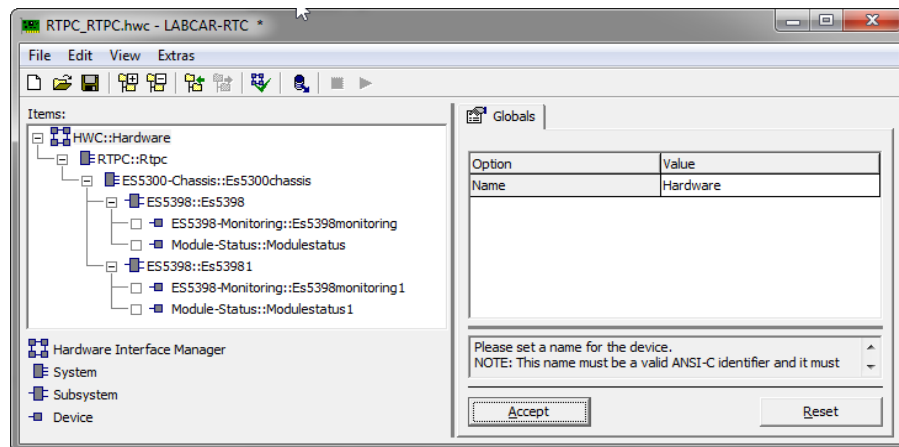 RTPC_RTPC.hwc - LABCAR-RTC *
File Edit View Extras
Items:
HWC::Hardware
RTPC::Rtpc
ES5300-Chassis::Es5300chassis
ES5398::Es5398
ES5398-Monitoring::Es5398monitoring
Module-Status::Modulestatus
ES5398::Es53981
ES5398-Monitoring::Es5398monitoring1
Module-Status::Modulestatus1
Hardware Interface Manager
System
Subsystem
Device
Globals
Option Value
Name Hardware
Please set a name for the device.
NOTE: This name must be a valid ANSI-C identifier and it must
Accept Reset